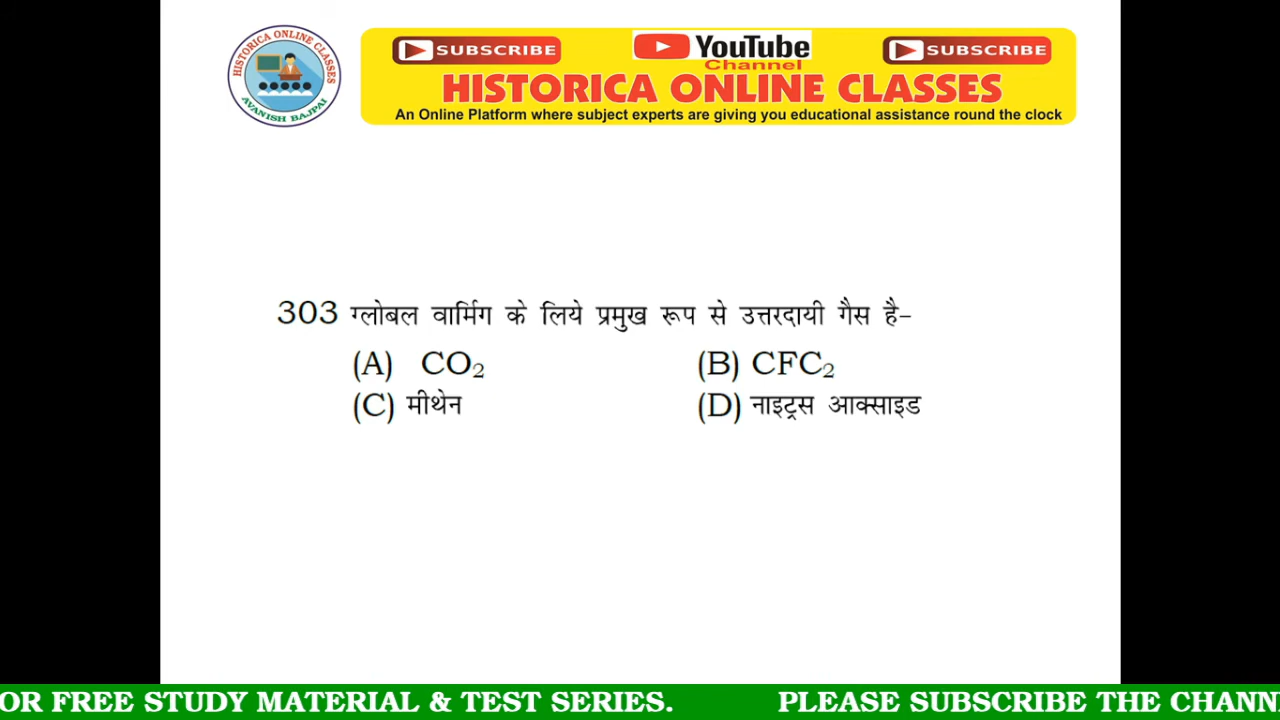 HISTORICA ONLINE CLASSES
AVANISH BAJPAI
SUBSCRIBE
YouTube
SUBSCRIBE
Channel
HISTORICA ONLINE CLASSES
An Online Platform where subject experts are giving you educational assistance round the clock
303 ग्लोबल वार्मिग के लिये प्रमुख रूप से उत्तरदायी गैस है-
(A) CO₂ (B) CFC₂
(C) मीथेन (D) नाइट्रस आक्साइड
OR FREE STUDY MATERIAL & TEST SERIES. PLEASE SUBSCRIBE THE CHANN